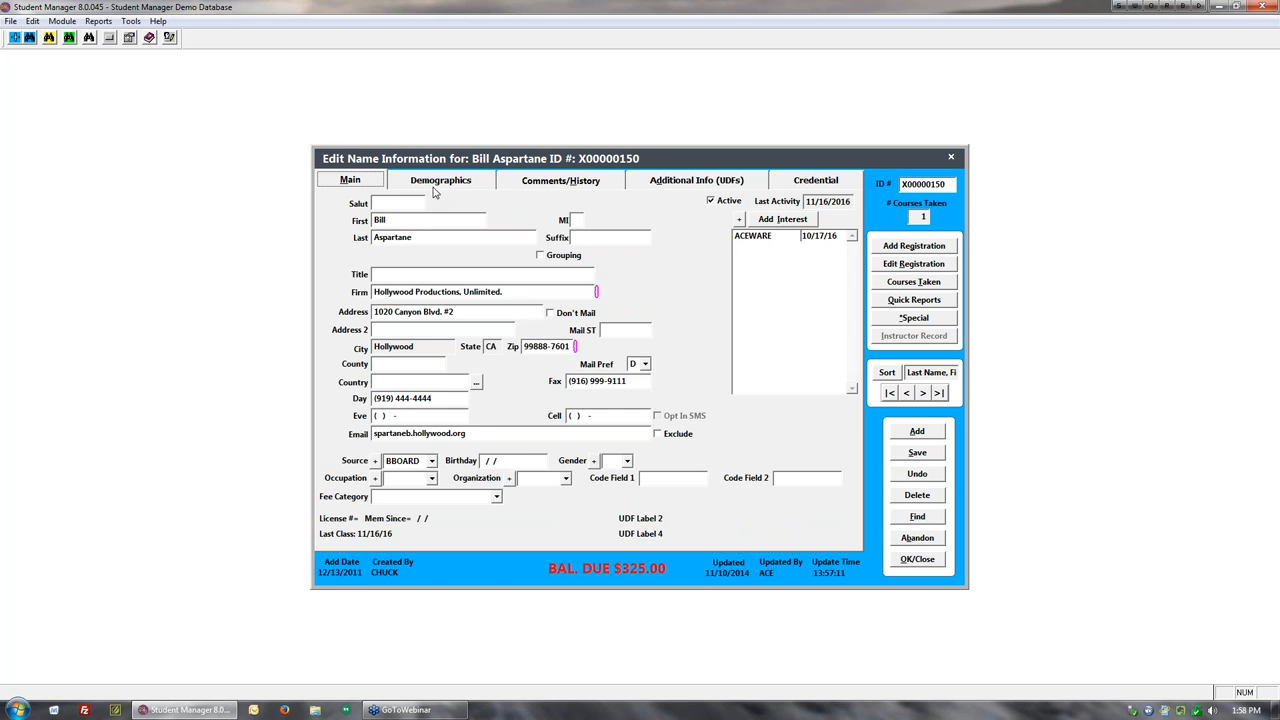 Student Manager 8.0.045 - Student Manager Demo Database
S U O R B D
File Edit Module Reports Tools Help
Edit Name Information for: Bill Aspartane ID #: X00000150
Main Demographics Comments/History Additional Info (UDFs) Credential
ID # X00000150
# Courses Taken
1
Salut
Active Last Activity 11/16/2016
First Bill MI
+ Add Interest
Last Aspartane Suffix
ACEWARE 10/17/16
Grouping
Title
Firm Hollywood Productions, Unlimited.
Address 1020 Canyon Blvd. #2 Don't Mail
Address 2 Mail ST
City Hollywood State CA Zip 99888-7601
County Mail Pref D
Country ... Fax (916) 999-9111
Day (919) 444-4444
Eve ( ) - Cell ( ) - Opt In SMS
Email spartaneb.hollywood.org Exclude
Source + BBOARD Birthday / / Gender +
Occupation + Organization + Code Field 1 Code Field 2
Fee Category
License #= Mem Since= / / UDF Label 2
Last Class: 11/16/16 UDF Label 4
Add Registration
Edit Registration
Courses Taken
Quick Reports
*Special
Instructor Record
Sort Last Name, Fi
|< < > >|
Add
Save
Undo
Delete
Find
Abandon
OK/Close
Add Date Created By BAL. DUE $325.00 Updated Updated By Update Time
12/13/2011 CHUCK 11/10/2014 ACE 13:57:11
NUM
Student Manager 8.0... GoToWebinar 1:58 PM